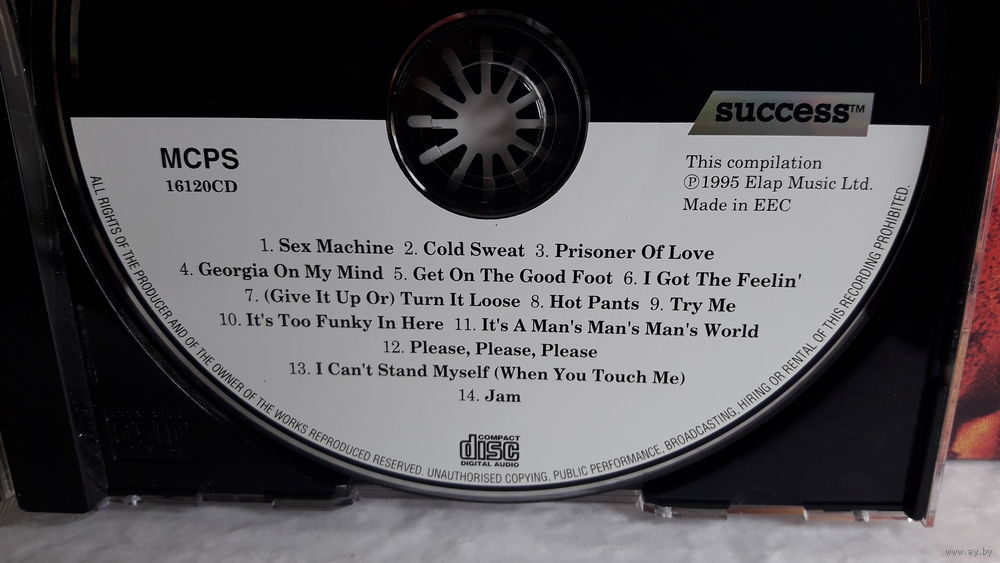 success™
MCPS
16120CD
This compilation
℗1995 Elap Music Ltd.
Made in EEC
1. Sex Machine 2. Cold Sweat 3. Prisoner Of Love
4. Georgia On My Mind 5. Get On The Good Foot 6. I Got The Feelin'
7. (Give It Up Or) Turn It Loose 8. Hot Pants 9. Try Me
10. It's Too Funky In Here 11. It's A Man's Man's Man's World
12. Please, Please, Please
13. I Can't Stand Myself (When You Touch Me)
14. Jam
COMPACT
disc
DIGITAL AUDIO
ALL RIGHTS OF THE PRODUCER AND OF THE OWNER OF THE WORKS REPRODUCED RESERVED. UNAUTHORISED COPYING, PUBLIC PERFORMANCE, BROADCASTING, HIRING OR RENTAL OF THIS RECORDING PROHIBITED.
www.ay.by